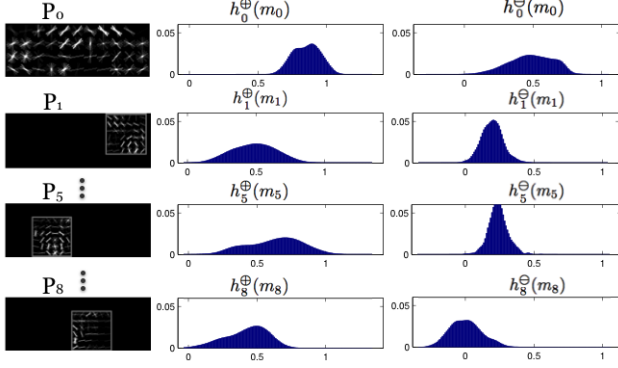 P₀ h₀^⊕(m₀) h₀^⊖(m₀)
0.05 0.05
0 0
0 0.5 1 0 0.5 1
P₁ h₁^⊕(m₁) h₁^⊖(m₁)
0.05 0.05
0 0
0 0.5 1 0 0.5 1
P₅ h₅^⊕(m₅) h₅^⊖(m₅)
0.05 0.05
0 0
0 0.5 1 0 0.5 1
P₈ h₈^⊕(m₈) h₈^⊖(m₈)
0.05 0.05
0 0
0 0.5 1 0 0.5 1